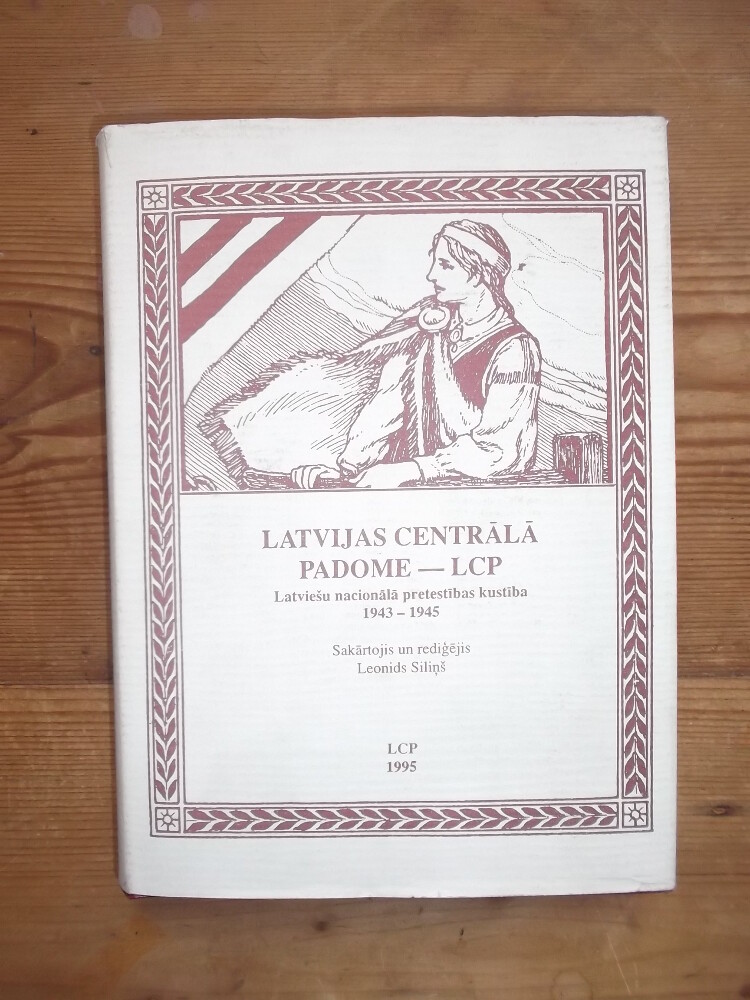 LATVIJAS CENTRĀLĀ
PADOME — LCP
Latviešu nacionālā pretestības kustība
1943 – 1945
Sakārtojis un rediģējis
Leonids Siliņš
LCP
1995